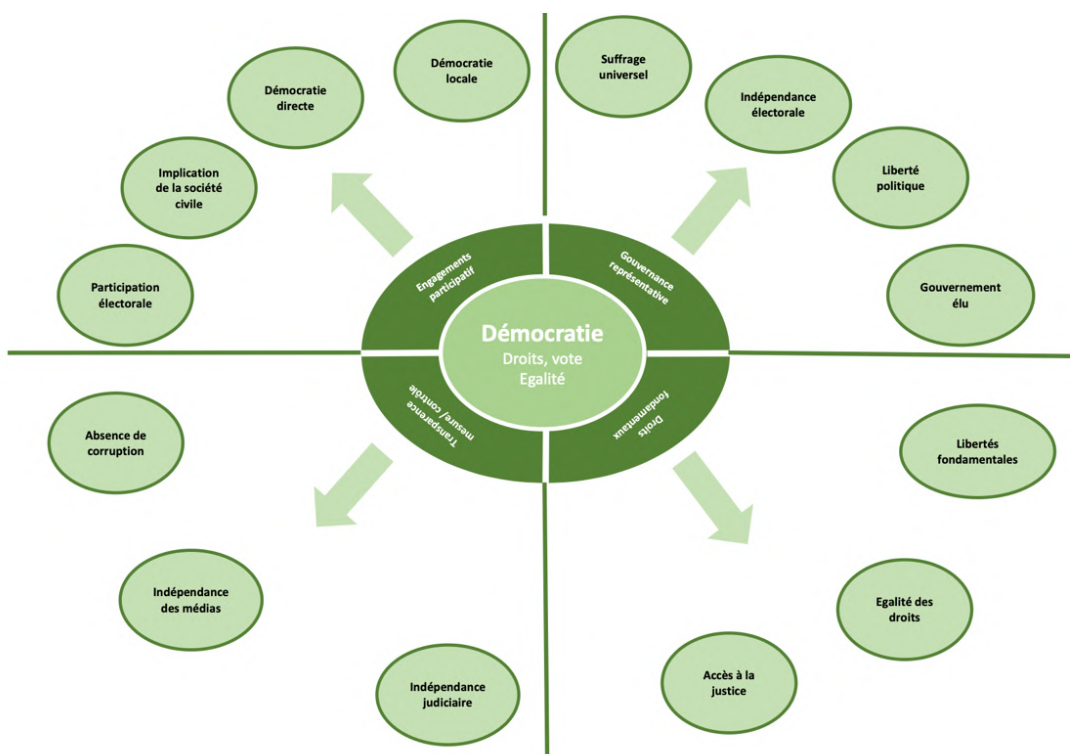 Démocratie
locale
Suffrage
universel
Démocratie
directe
Indépendance
électorale
Implication
de la société
civile
Liberté
politique
Participation
électorale
Gouvernement
élu
Engagements
participatif
Gouvernance
représentative
Démocratie
Droits, vote
Egalité
Transparence
mesure/ contrôle
Droits
fondamentaux
Absence de
corruption
Libertés
fondamentales
Indépendance
des médias
Egalité des
droits
Indépendance
judiciaire
Accès à la
justice